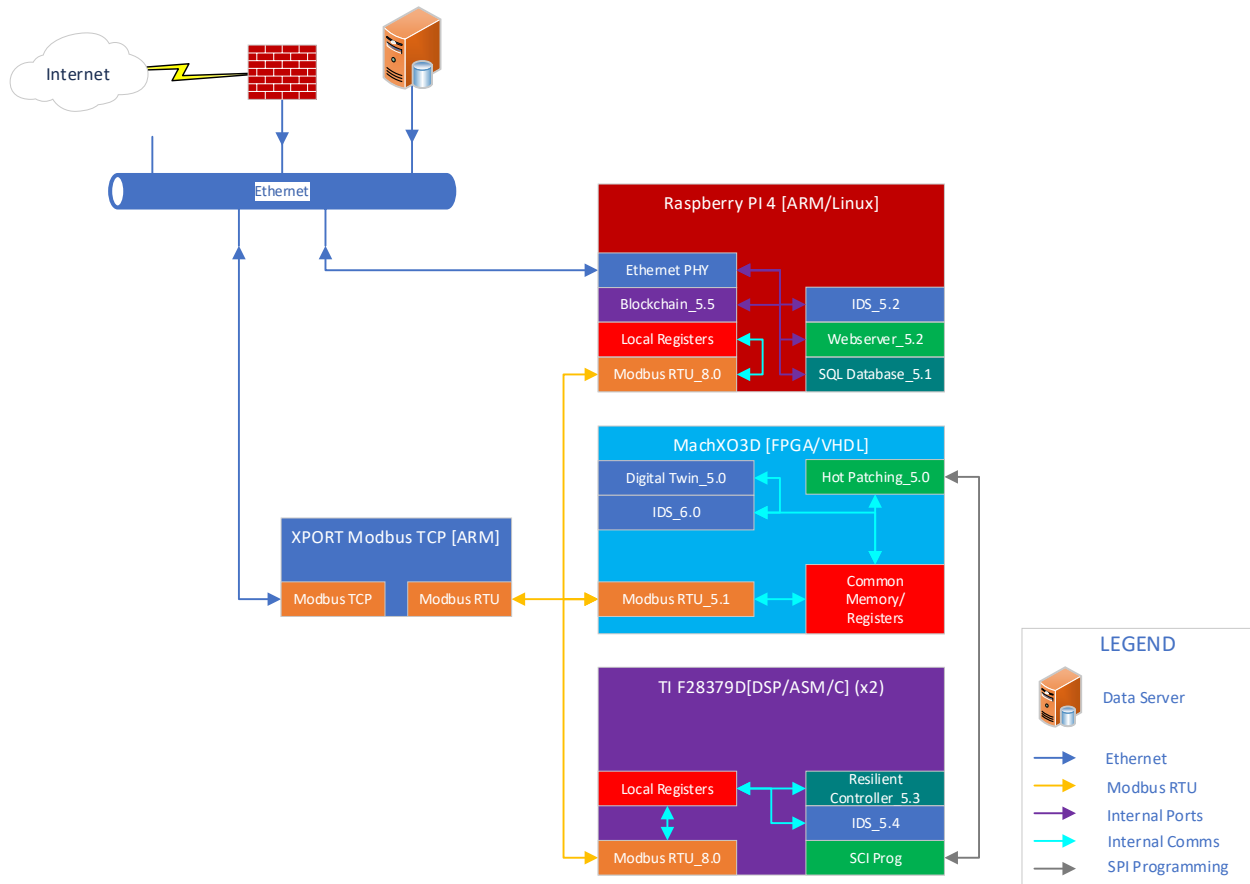 Internet
Ethernet
Raspberry PI 4 [ARM/Linux]
Ethernet PHY
Blockchain_5.5
IDS_5.2
Local Registers
Webserver_5.2
Modbus RTU_8.0
SQL Database_5.1
MachXO3D [FPGA/VHDL]
Digital Twin_5.0
Hot Patching_5.0
IDS_6.0
XPORT Modbus TCP [ARM]
Modbus TCP
Modbus RTU
Modbus RTU_5.1
Common
Memory/
Registers
TI F28379D[DSP/ASM/C] (x2)
Local Registers
Resilient
Controller_5.3
IDS_5.4
Modbus RTU_8.0
SCI Prog
LEGEND
Data Server
Ethernet
Modbus RTU
Internal Ports
Internal Comms
SPI Programming